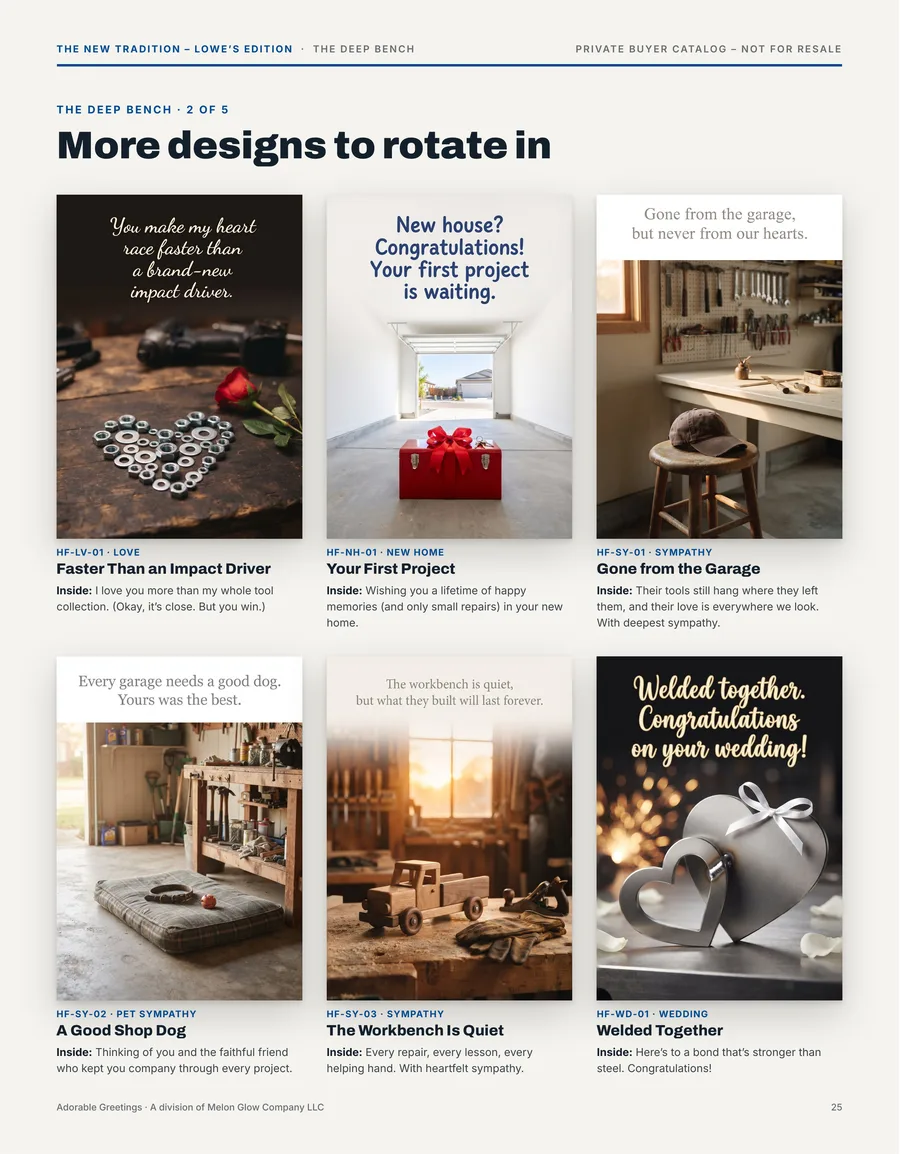 THE NEW TRADITION – LOWE'S EDITION · THE DEEP BENCH
PRIVATE BUYER CATALOG – NOT FOR RESALE
THE DEEP BENCH · 2 OF 5
More designs to rotate in
You make my heart
race faster than
a brand-new
impact driver.
HF-LV-01 · LOVE
Faster Than an Impact Driver
Inside: I love you more than my whole tool
collection. (Okay, it's close. But you win.)
New house?
Congratulations!
Your first project
is waiting.
HF-NH-01 · NEW HOME
Your First Project
Inside: Wishing you a lifetime of happy
memories (and only small repairs) in your new
home.
Gone from the garage,
but never from our hearts.
HF-SY-01 · SYMPATHY
Gone from the Garage
Inside: Their tools still hang where they left
them, and their love is everywhere we look.
With deepest sympathy.
Every garage needs a good dog.
Yours was the best.
HF-SY-02 · PET SYMPATHY
A Good Shop Dog
Inside: Thinking of you and the faithful friend
who kept you company through every project.
The workbench is quiet,
but what they built will last forever.
HF-SY-03 · SYMPATHY
The Workbench Is Quiet
Inside: Every repair, every lesson, every
helping hand. With heartfelt sympathy.
Welded together.
Congratulations
on your wedding!
HF-WD-01 · WEDDING
Welded Together
Inside: Here's to a bond that's stronger than
steel. Congratulations!
Adorable Greetings · A division of Melon Glow Company LLC
25